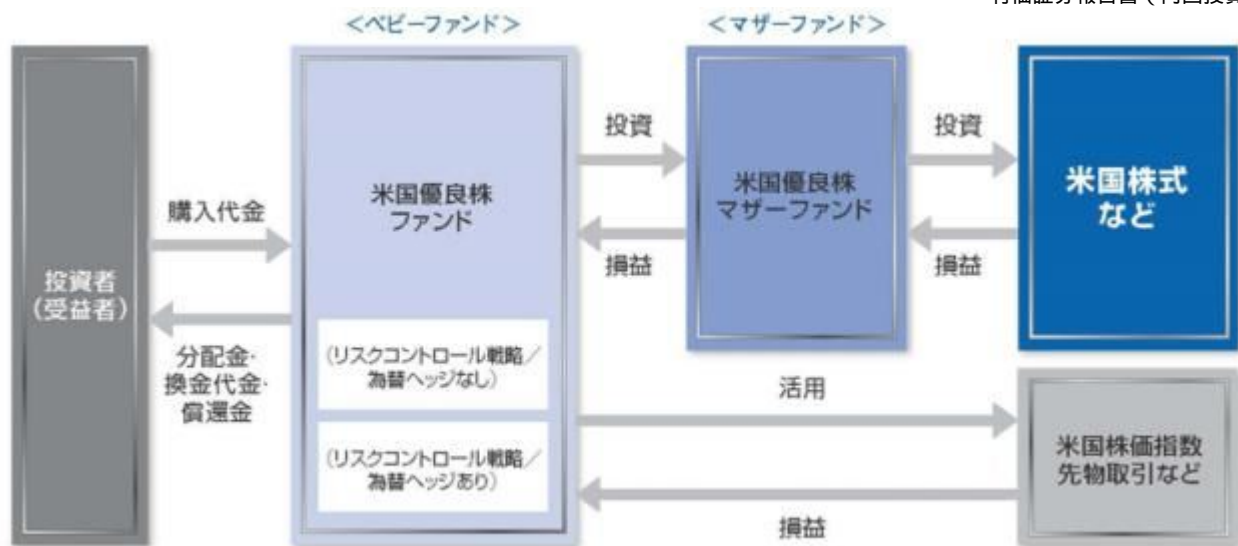 <ベビーファンド>
<マザーファンド>
投資者
(受益者)
購入代金
分配金・
換金代金・
償還金
米国優良株
ファンド
(リスクコントロール戦略/
為替ヘッジなし)
(リスクコントロール戦略/
為替ヘッジあり)
投資
損益
米国優良株
マザーファンド
投資
損益
米国株式
など
活用
損益
米国株価指数
先物取引など